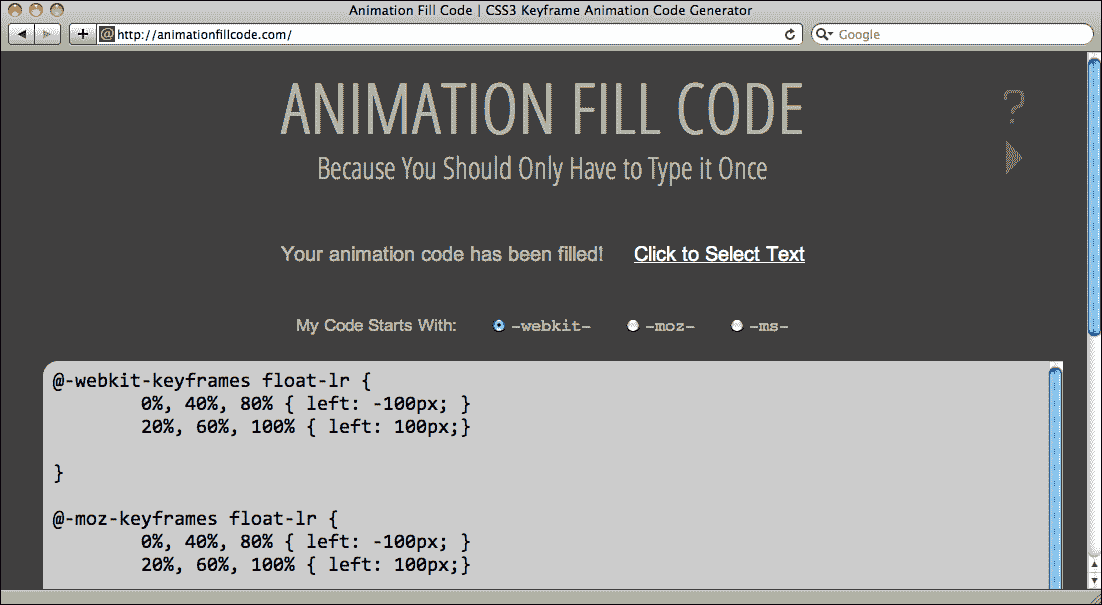 Animation Fill Code | CSS3 Keyframe Animation Code Generator
@ http://animationfillcode.com/
Google
ANIMATION FILL CODE
?
Because You Should Only Have to Type it Once
Your animation code has been filled! Click to Select Text
My Code Starts With: -webkit- -moz- -ms-
@-webkit-keyframes float-lr {
0%, 40%, 80% { left: -100px; }
20%, 60%, 100% { left: 100px;}
}
@-moz-keyframes float-lr {
0%, 40%, 80% { left: -100px; }
20%, 60%, 100% { left: 100px;}